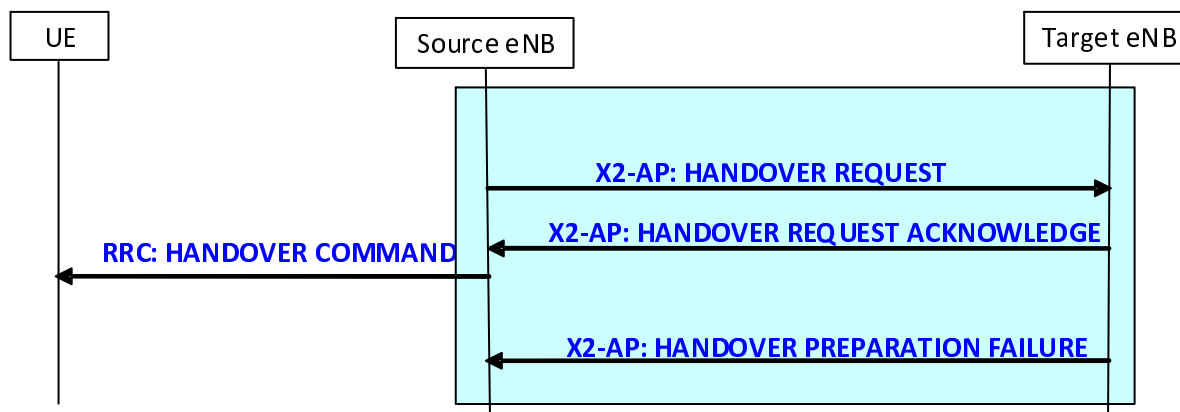 UE
Source eNB
Target eNB
X2-AP: HANDOVER REQUEST
X2-AP: HANDOVER REQUEST ACKNOWLEDGE
RRC: HANDOVER COMMAND
X2-AP: HANDOVER PREPARATION FAILURE